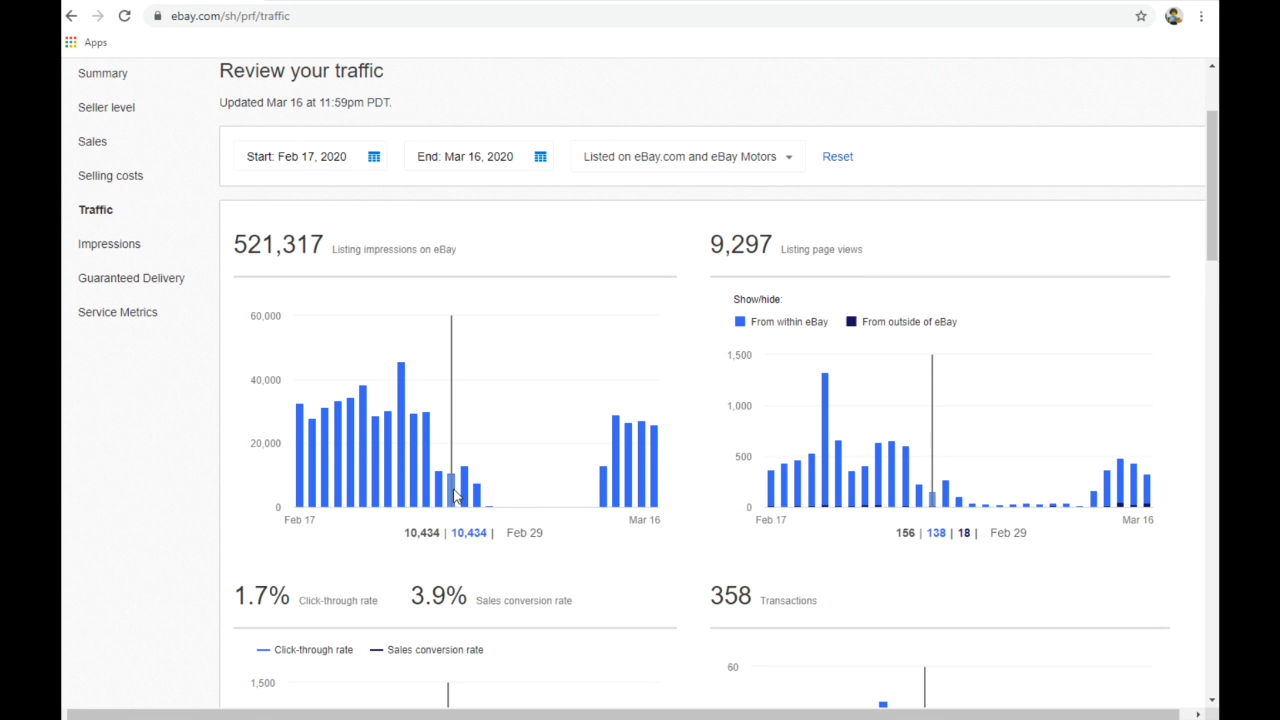 ebay.com/sh/prf/traffic
Apps
Summary
Seller level
Sales
Selling costs
Traffic
Impressions
Guaranteed Delivery
Service Metrics
Review your traffic
Updated Mar 16 at 11:59pm PDT.
Start: Feb 17, 2020
End: Mar 16, 2020
Listed on eBay.com and eBay Motors
Reset
521,317 Listing impressions on eBay
60,000
40,000
20,000
0
Feb 17
Mar 16
10,434 | 10,434 | Feb 29
9,297 Listing page views
Show/hide:
From within eBay
From outside of eBay
1,500
1,000
500
0
Feb 17
Mar 16
156 | 138 | 18 | Feb 29
1.7% Click-through rate
3.9% Sales conversion rate
Click-through rate
Sales conversion rate
1,500
358 Transactions
60